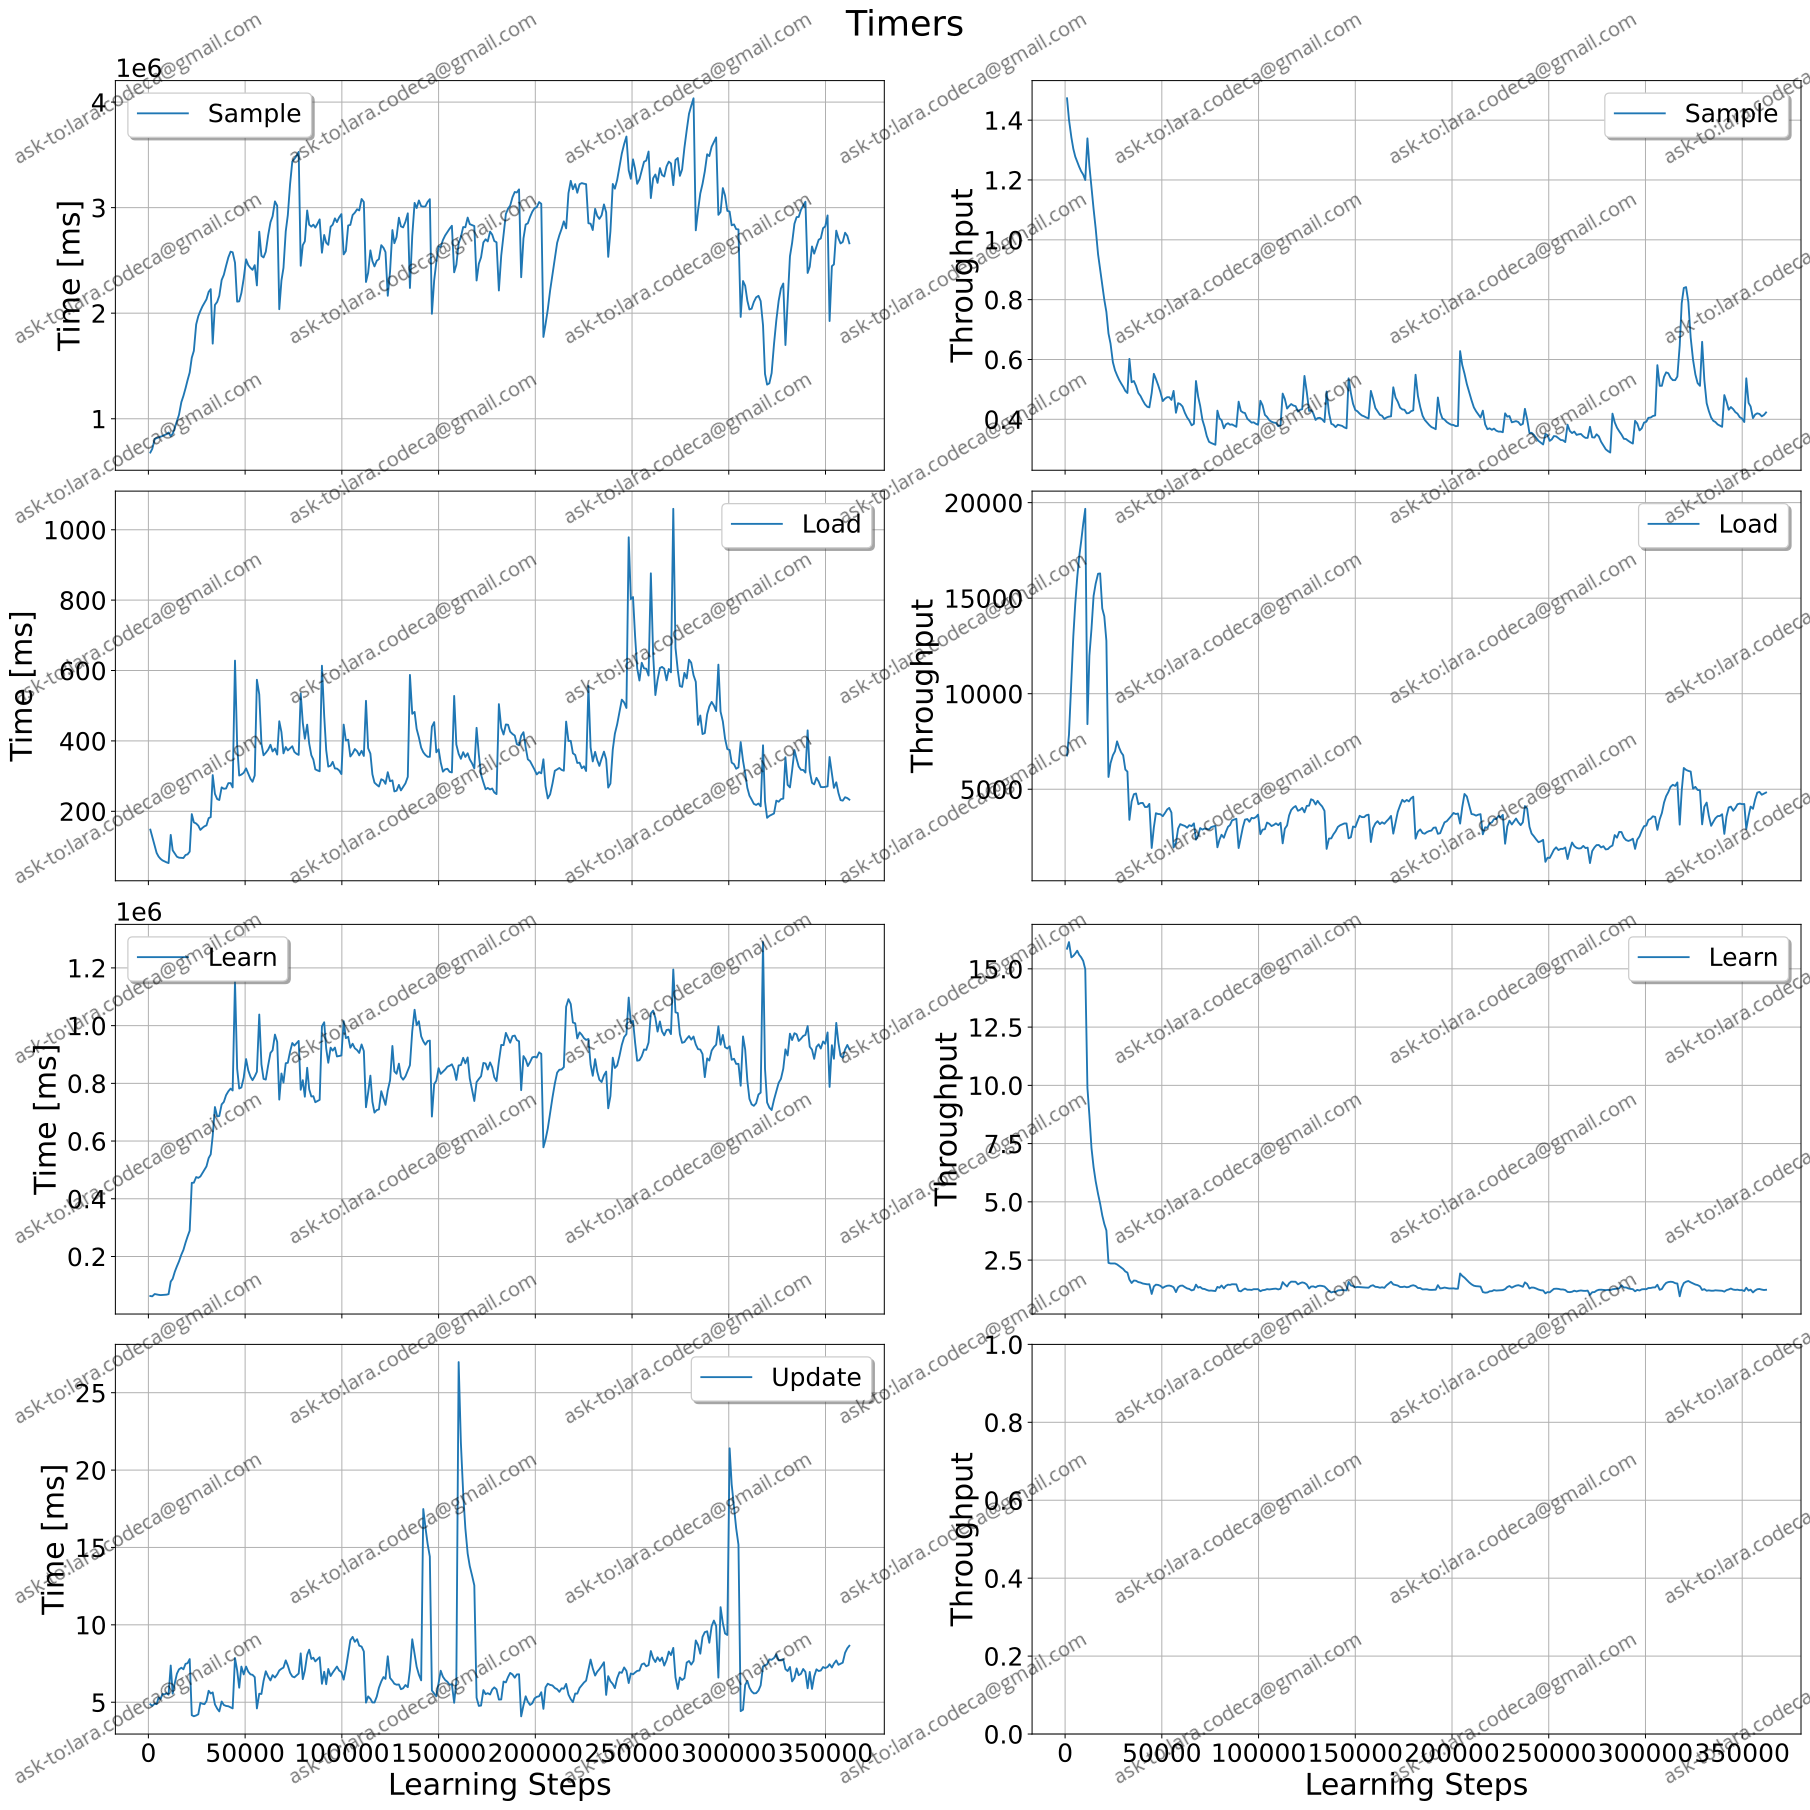 Timers
1e6
Sample
Time [ms]
4
3
2
1
Sample
Throughput
1.4
1.2
1.0
0.8
0.6
0.4
Load
Time [ms]
1000
800
600
400
200
Load
Throughput
20000
15000
10000
5000
1e6
Learn
Time [ms]
1.2
1.0
0.8
0.6
0.4
0.2
Learn
Throughput
15.0
12.5
10.0
7.5
5.0
2.5
Update
Time [ms]
25
20
15
10
5
0 50000 100000 150000 200000 250000 300000 350000
Learning Steps
Throughput
1.0
0.8
0.6
0.4
0.2
0.0
0 50000 100000 150000 200000 250000 300000 350000
Learning Steps
ask-to:lara.codeca@gmail.com